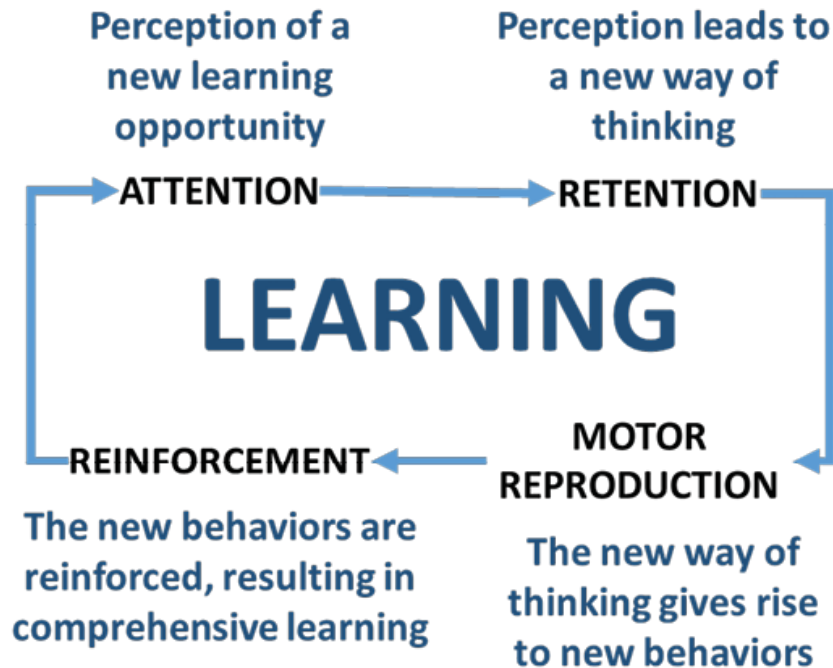 Perception of a
new learning
opportunity
Perception leads to
a new way of
thinking
ATTENTION
RETENTION
LEARNING
REINFORCEMENT
MOTOR
REPRODUCTION
The new behaviors are
reinforced, resulting in
comprehensive learning
The new way of
thinking gives rise
to new behaviors